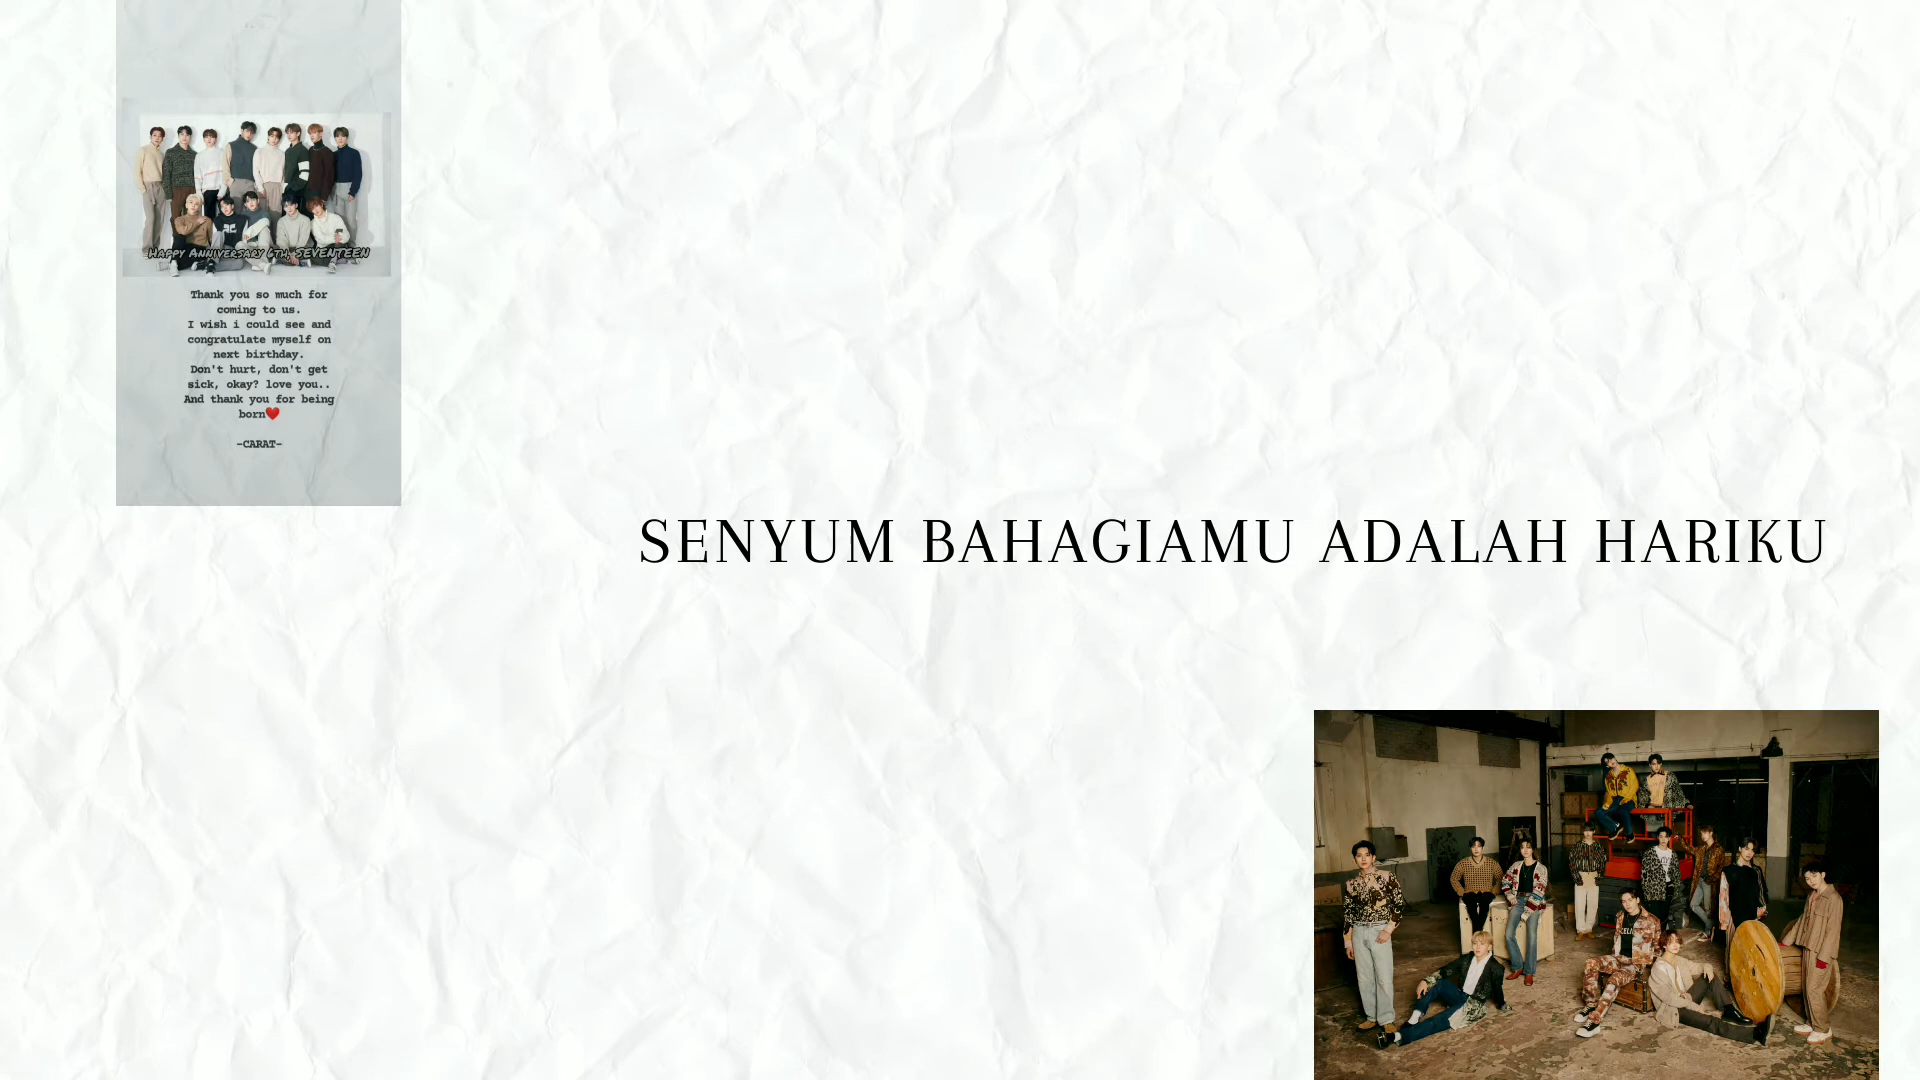 Happy Anniversary 6th, SEVENTEEN
Thank you so much for
coming to us.
I wish i could see and
congratulate myself on
next birthday.
Don't hurt, don't get
sick, okay? love you..
And thank you for being
born❤️
-CARAT-
SENYUM BAHAGIAMU ADALAH HARIKU